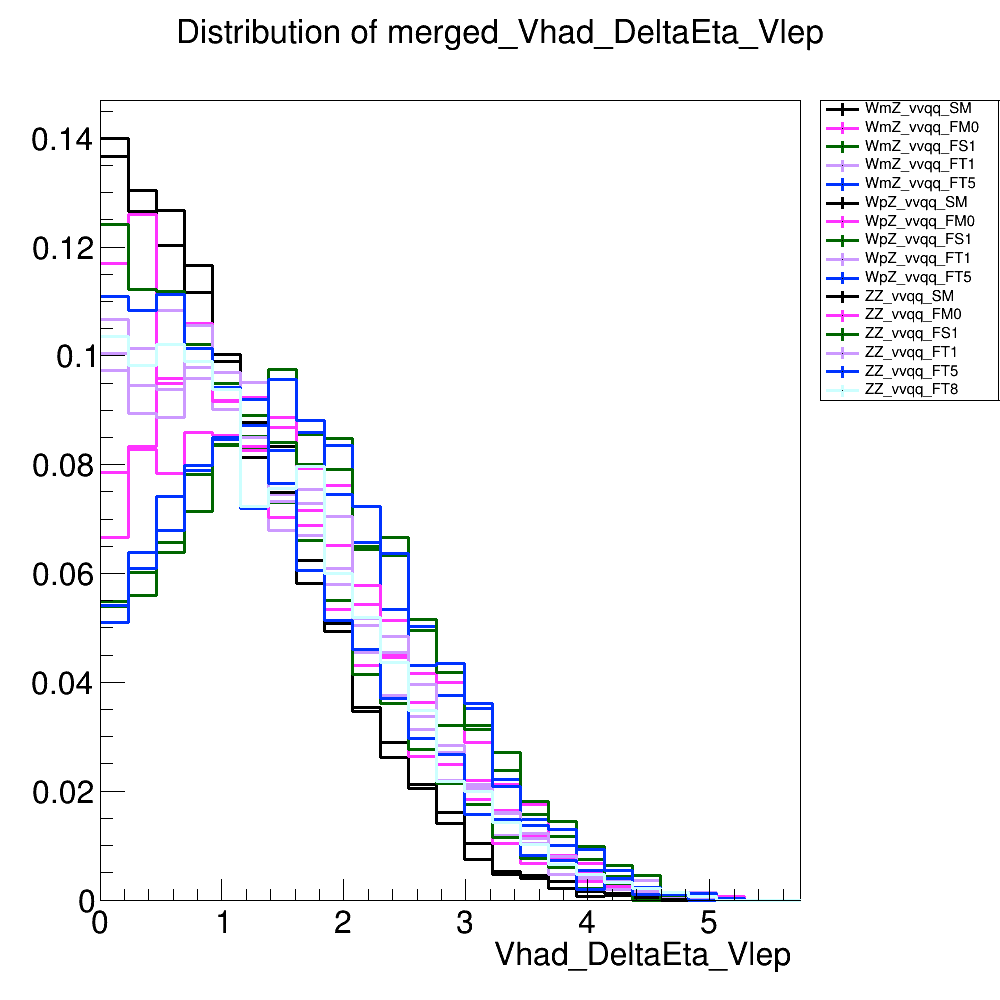 Distribution of merged_Vhad_DeltaEta_Vlep
WmZ_vvqq_SM
WmZ_vvqq_FM0
WmZ_vvqq_FS1
WmZ_vvqq_FT1
WmZ_vvqq_FT5
WpZ_vvqq_SM
WpZ_vvqq_FM0
WpZ_vvqq_FS1
WpZ_vvqq_FT1
WpZ_vvqq_FT5
ZZ_vvqq_SM
ZZ_vvqq_FM0
ZZ_vvqq_FS1
ZZ_vvqq_FT1
ZZ_vvqq_FT5
ZZ_vvqq_FT8
0.14
0.12
0.1
0.08
0.06
0.04
0.02
0
0 1 2 3 4 5
Vhad_DeltaEta_Vlep